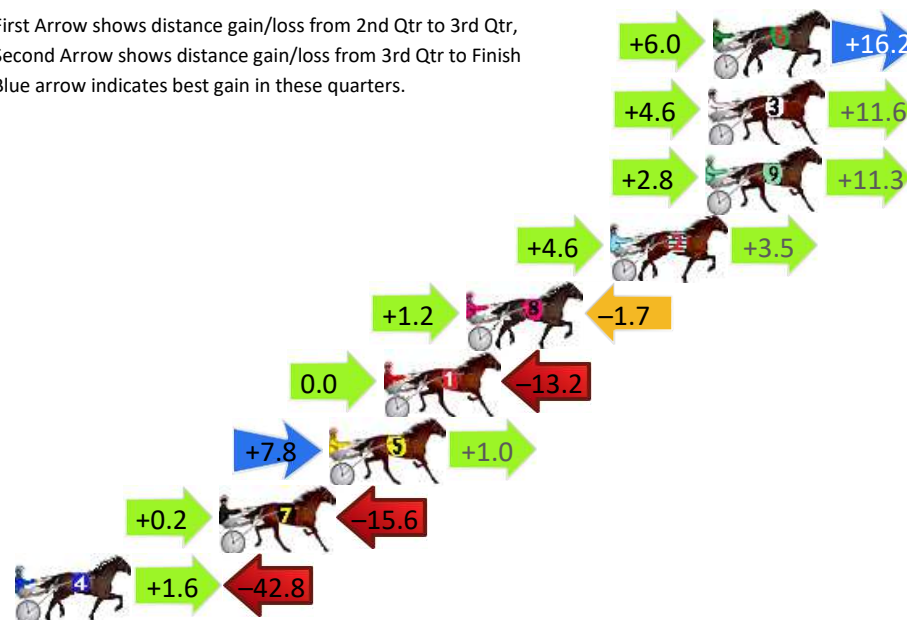 First Arrow shows distance gain/loss from 2nd Qtr to 3rd Qtr,
Second Arrow shows distance gain/loss from 3rd Qtr to Finish
Blue arrow indicates best gain in these quarters.
+6.0 6 +16.2
+4.6 3 +11.6
+2.8 9 +11.3
+4.6 +3.5
+1.2 8 –1.7
0.0 1 –13.2
+7.8 5 +1.0
+0.2 7 –15.6
4 +1.6 –42.8